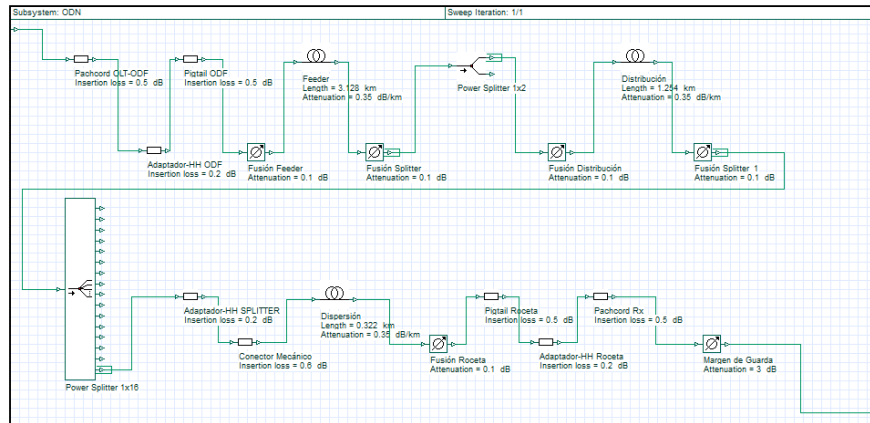 Subsystem: ODN
Sweep Iteration: 1/1
Pachcord OLT-ODF
Insertion loss = 0.5 dB
Pigtail ODF
Insertion loss = 0.5 dB
Feeder
Length = 3.128 km
Attenuation = 0.35 dB/km
Power Splitter 1x2
Distribución
Length = 1.254 km
Attenuation = 0.35 dB/km
Adaptador-HH ODF
Insertion loss = 0.2 dB
Fusión Feeder
Attenuation = 0.1 dB
Fusión Splitter
Attenuation = 0.1 dB
Fusión Distribución
Attenuation = 0.1 dB
Fusión Splitter 1
Attenuation = 0.1 dB
Adaptador-HH SPLITTER
Insertion loss = 0.2 dB
Dispersión
Length = 0.322 km
Attenuation = 0.35 dB/km
Pigtail Roceta
Insertion loss = 0.5 dB
Pachcord Rx
Insertion loss = 0.5 dB
Conector Mecánico
Insertion loss = 0.6 dB
Fusión Roceta
Attenuation = 0.1 dB
Adaptador-HH Roceta
Insertion loss = 0.2 dB
Margen de Guarda
Attenuation = 3 dB
Power Splitter 1x16